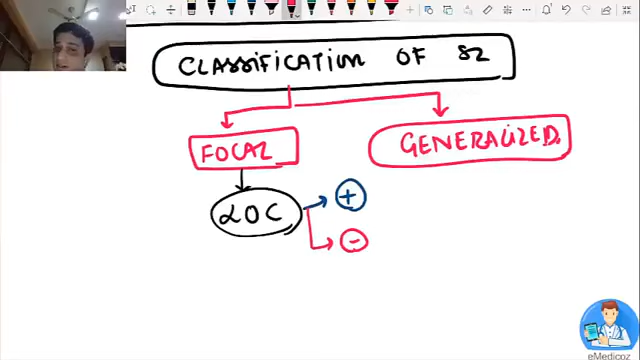 CLASSIFICATION OF SZ
FOCAL
GENERALIZED
LOC
+
-
eMedicoz